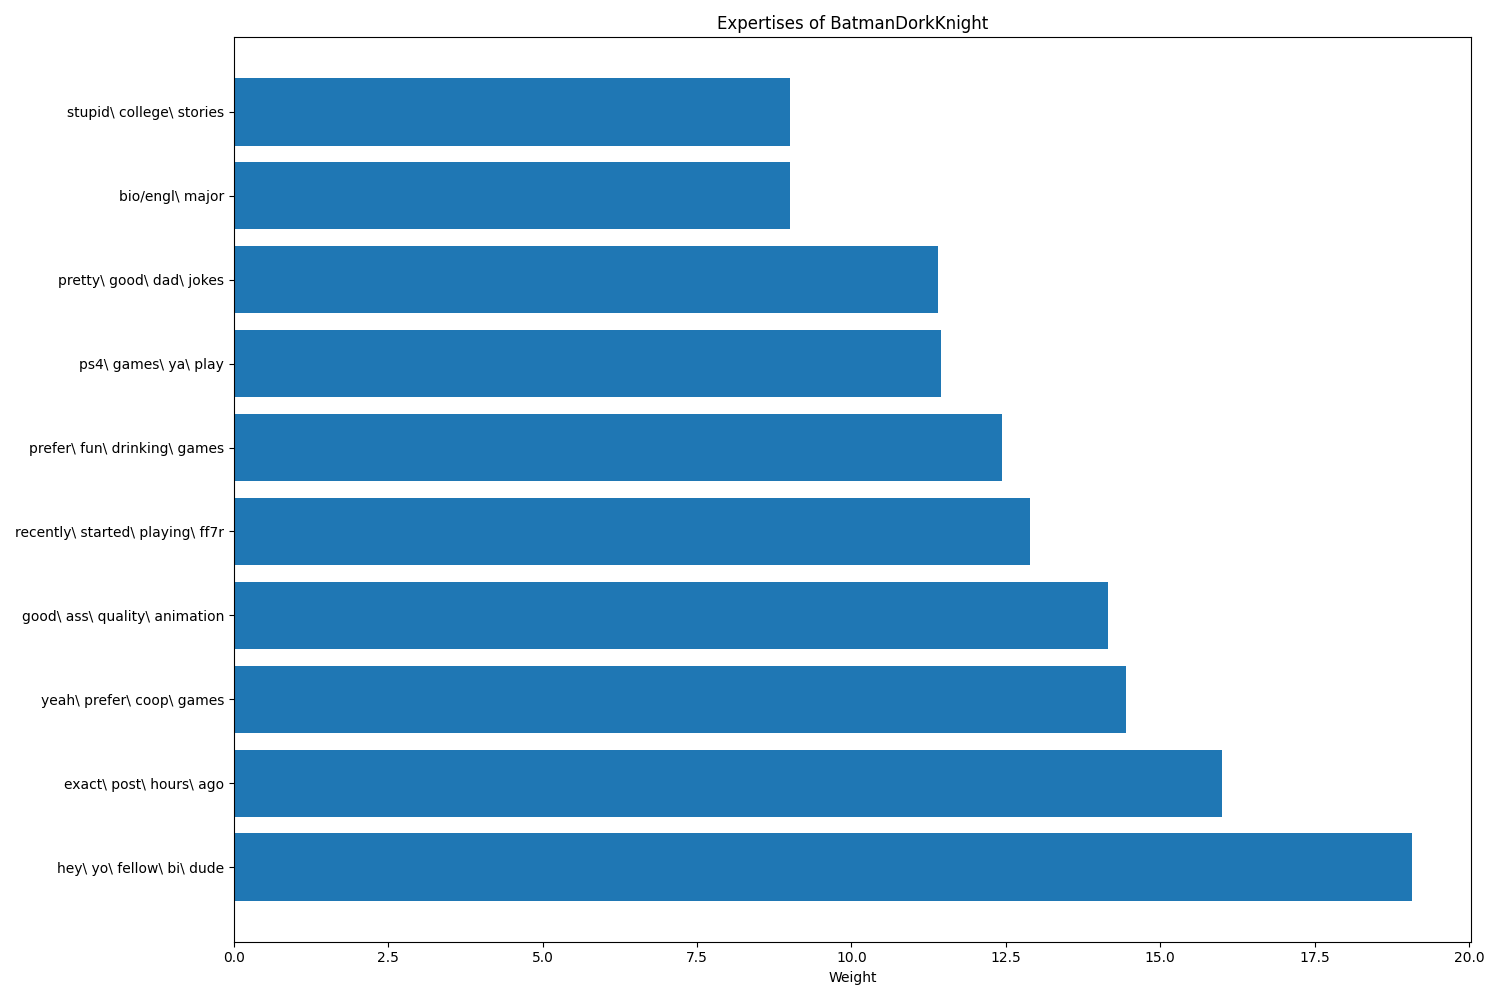 Expertises of BatmanDorkKnight
stupid\ college\ stories
bio/engl\ major
pretty\ good\ dad\ jokes
ps4\ games\ ya\ play
prefer\ fun\ drinking\ games
recently\ started\ playing\ ff7r
good\ ass\ quality\ animation
yeah\ prefer\ coop\ games
exact\ post\ hours\ ago
hey\ yo\ fellow\ bi\ dude
0.0 2.5 5.0 7.5 10.0 12.5 15.0 17.5 20.0
Weight